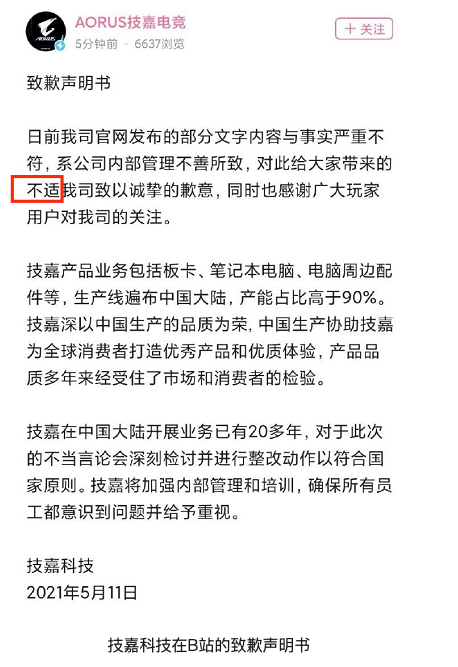 AORUS技嘉电竞
5分钟前 · 6637浏览
+ 关注
AORUS
致歉声明书
日前我司官网发布的部分文字内容与事实严重不
符，系公司内部管理不善所致，对此给大家带来的
不适我司致以诚挚的歉意，同时也感谢广大玩家
用户对我司的关注。
技嘉产品业务包括板卡、笔记本电脑、电脑周边配
件等，生产线遍布中国大陆，产能占比高于90%。
技嘉深以中国生产的品质为荣，中国生产协助技嘉
为全球消费者打造优秀产品和优质体验，产品品
质多年来经受住了市场和消费者的检验。
技嘉在中国大陆开展业务已有20多年，对于此次
的不当言论会深刻检讨并进行整改动作以符合国
家原则。技嘉将加强内部管理和培训，确保所有员
工都意识到问题并给予重视。
技嘉科技
2021年5月11日
技嘉科技在B站的致歉声明书